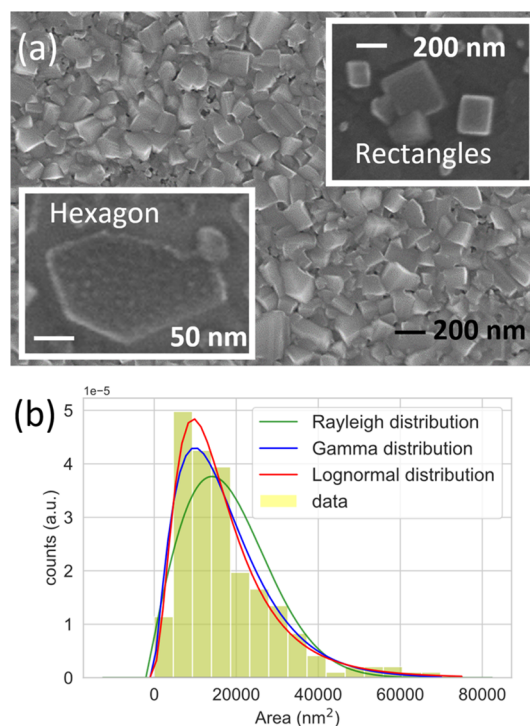 (a)
200 nm
Rectangles
Hexagon
50 nm
200 nm
(b)
1e−5
Rayleigh distribution
Gamma distribution
Lognormal distribution
data
counts (a.u.)
5
4
3
2
1
0
0 20000 40000 60000 80000
Area (nm²)